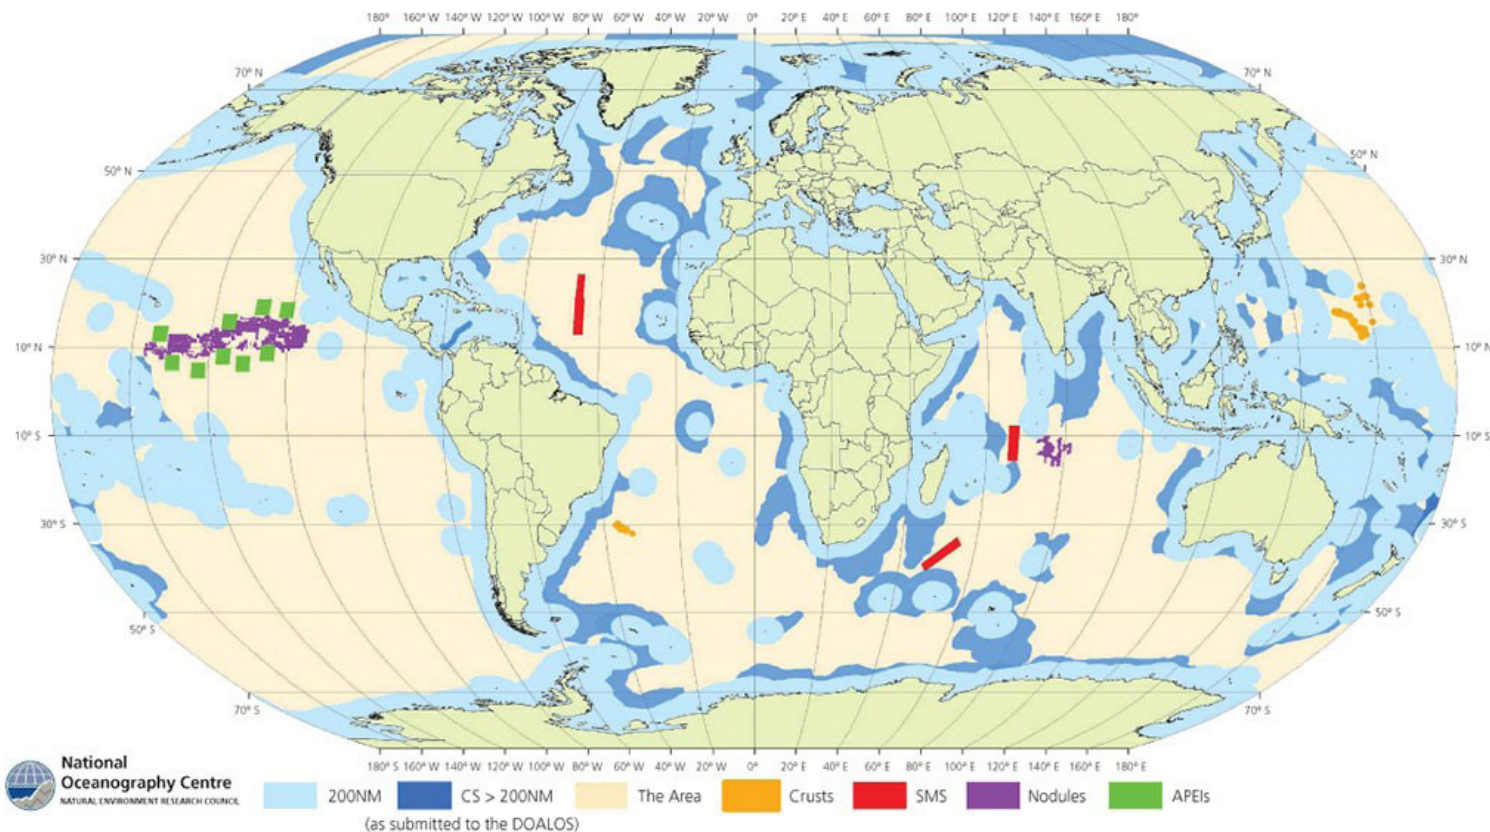 180° 160° W 140° W 120° W 100° W 80° W 60° W 40° W 20° W 0° 20° E 40° E 60° E 80° E 100° E 120° E 140° E 160° E 180°
70° N 70° N
50° N 50° N
30° N 30° N
10° N 10° N
10° S 10° S
30° S 30° S
50° S 50° S
70° S 70° S
180° S 160° W 140° W 120° W 100° W 80° W 60° W 40° W 20° W 0° 20° E 40° E 60° E 80° E 100° E 120° E 140° E 160° E 180° E
National
Oceanography Centre
NATURAL ENVIRONMENT RESEARCH COUNCIL
200NM CS > 200NM The Area Crusts SMS Nodules APEIs
(as submitted to the DOALOS)